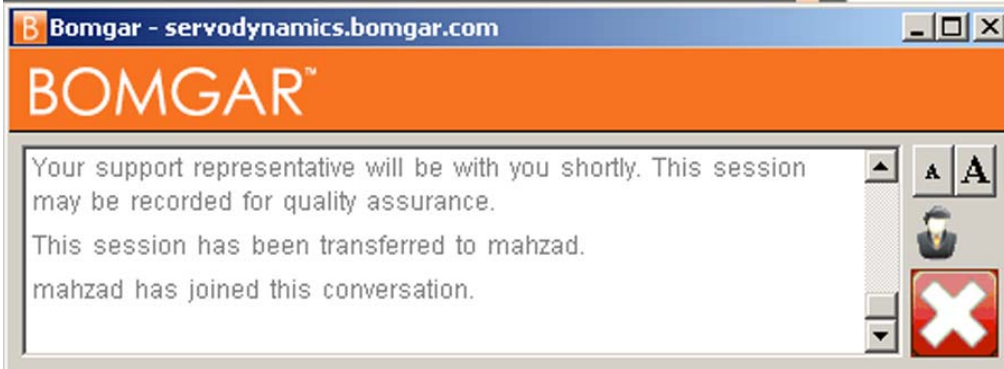 B Bomgar - servodynamics.bomgar.com
BOMGAR™
Your support representative will be with you shortly. This session
may be recorded for quality assurance.
This session has been transferred to mahzad.
mahzad has joined this conversation.
A A